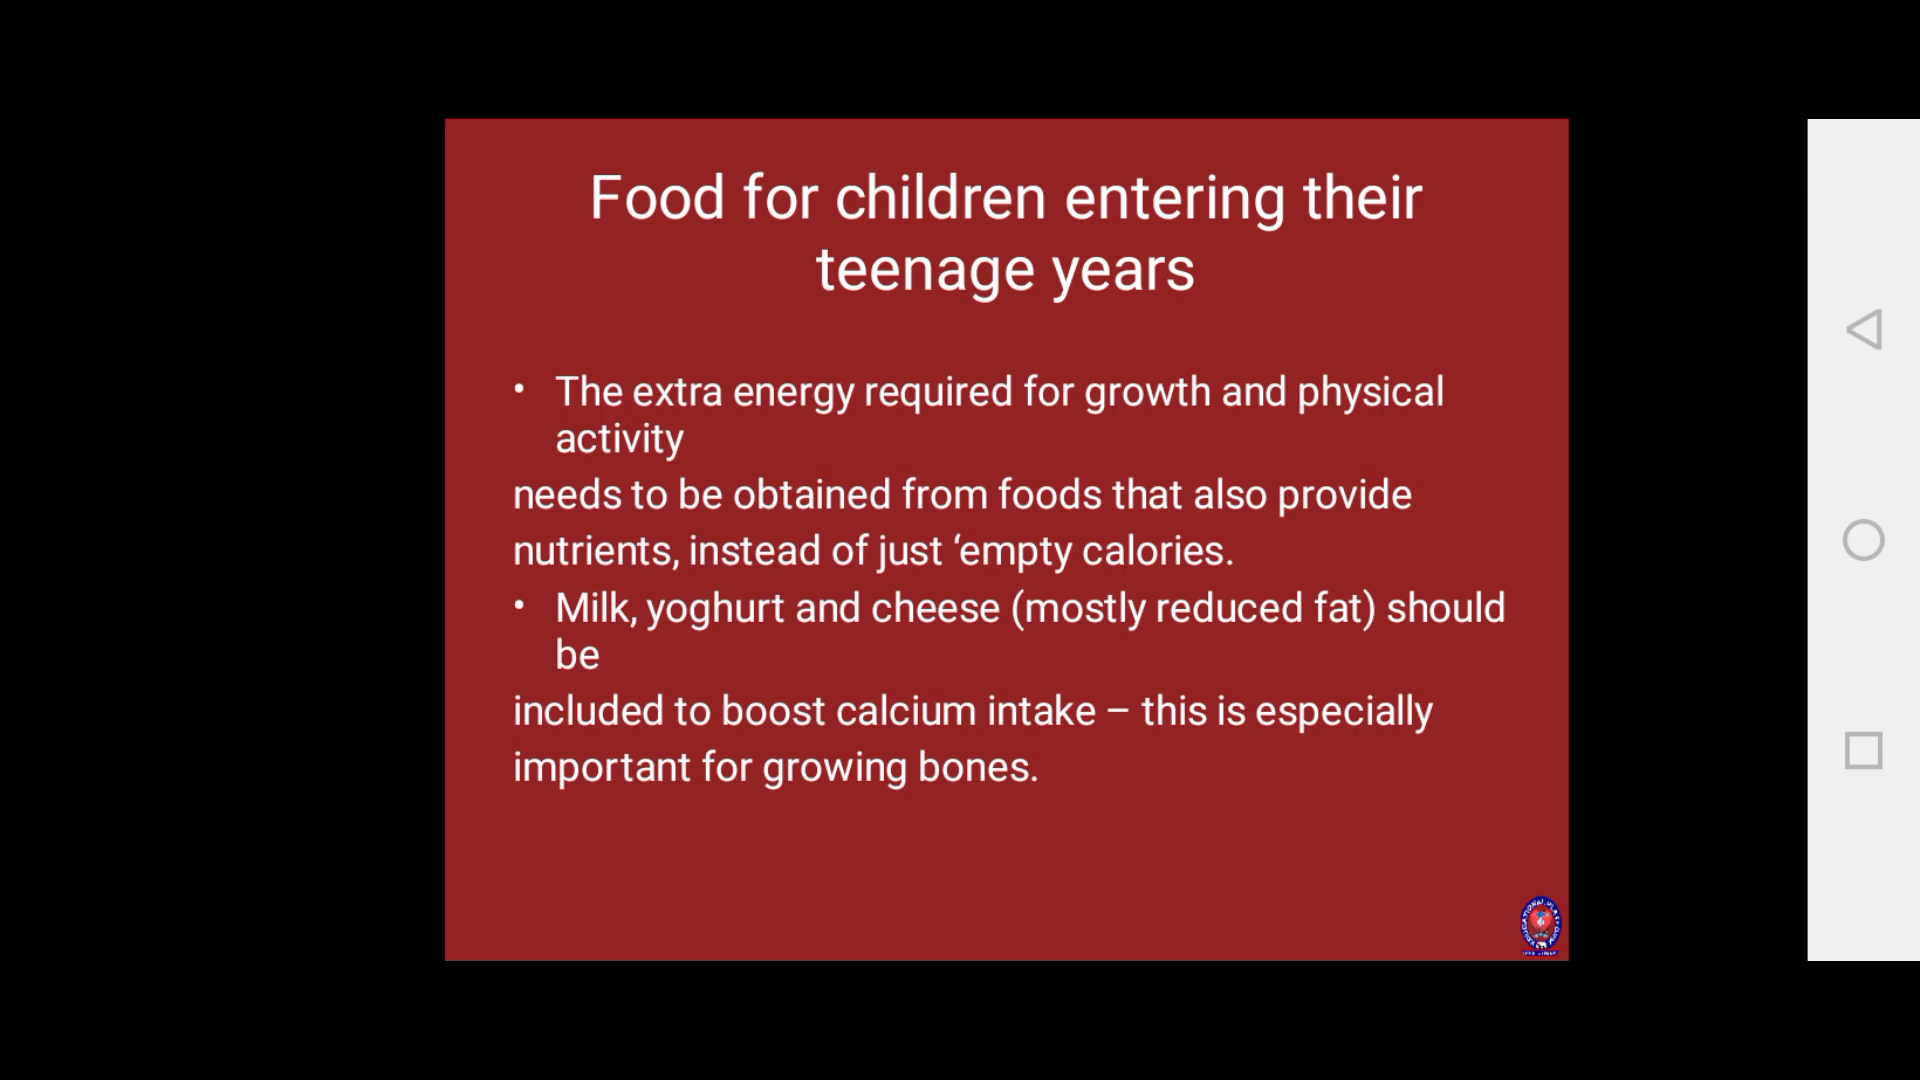 Food for children entering their
teenage years
• The extra energy required for growth and physical
activity
needs to be obtained from foods that also provide
nutrients, instead of just ‘empty calories.
• Milk, yoghurt and cheese (mostly reduced fat) should
be
included to boost calcium intake – this is especially
important for growing bones.